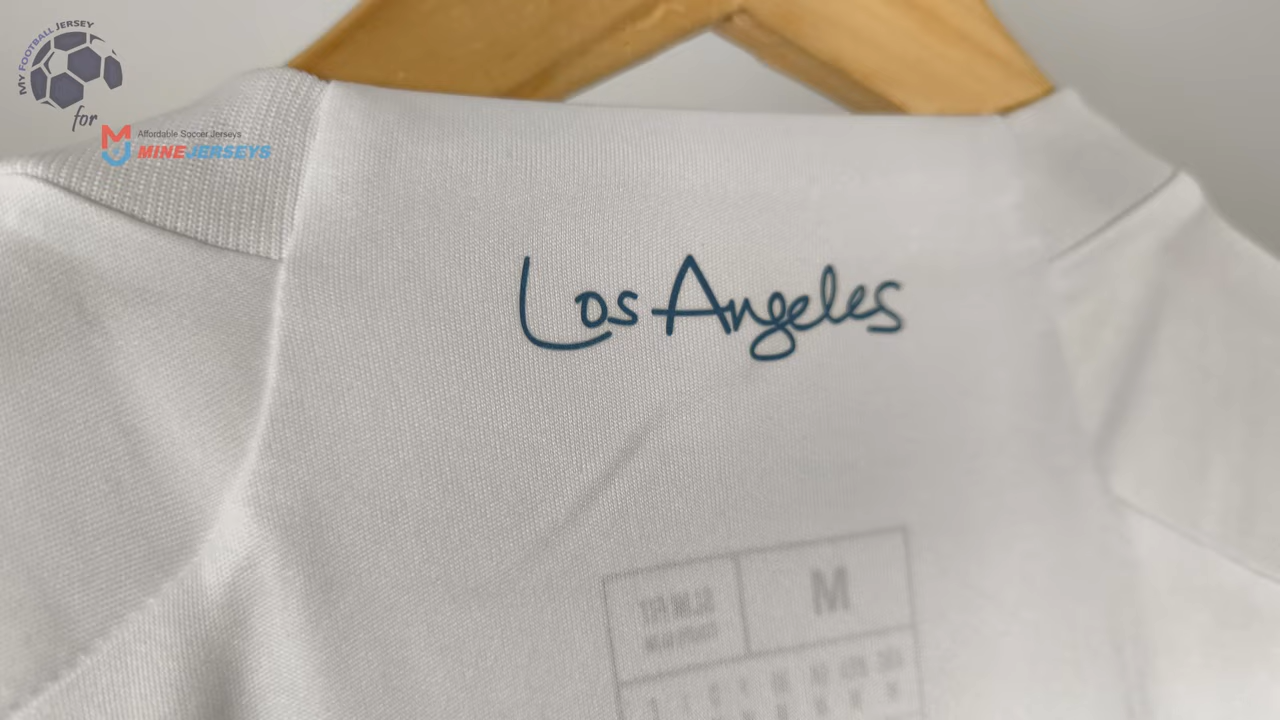 MY FOOTBALL JERSEY
for
Affordable Soccer Jerseys
MINEJERSEYS
Los Angeles
M